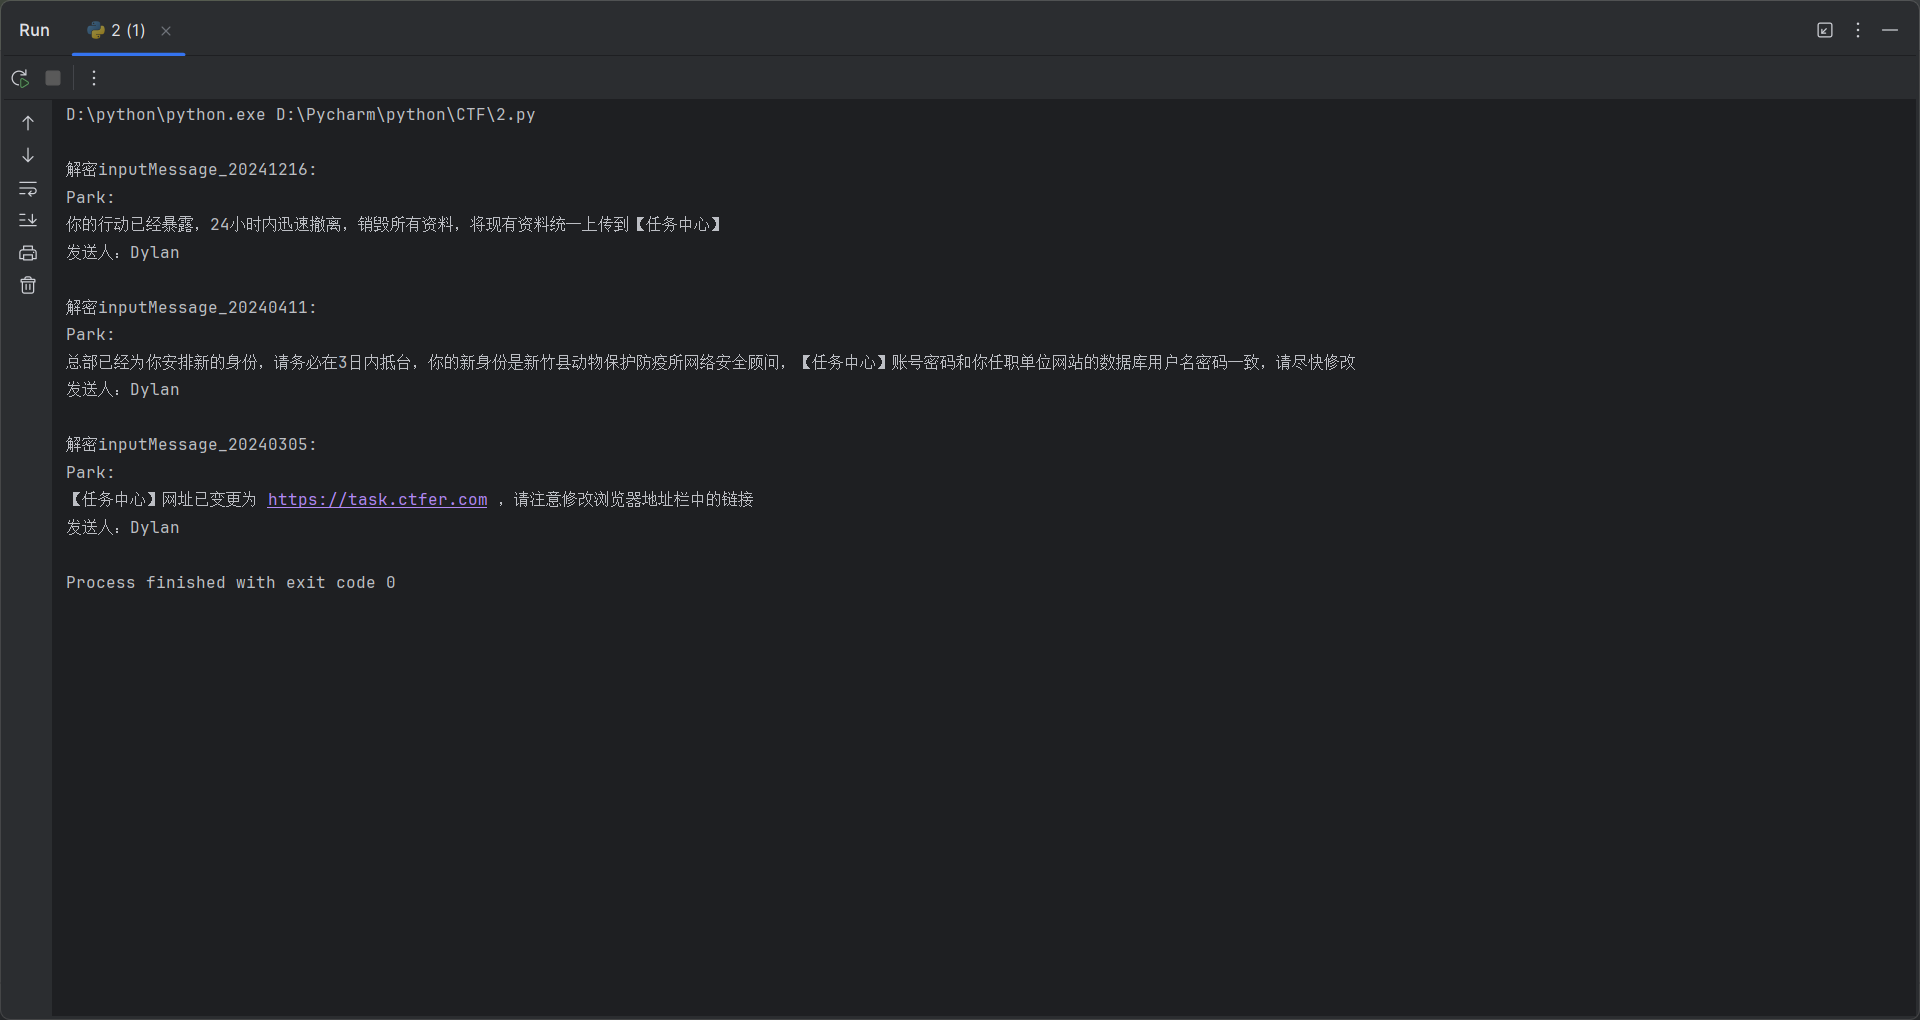 Run 2 (1)
D:\python\python.exe D:\Pycharm\python\CTF\2.py
解密inputMessage_20241216:
Park:
你的行动已经暴露，24小时内迅速撤离，销毁所有资料，将现有资料统一上传到【任务中心】
发送人：Dylan
解密inputMessage_20240411:
Park:
总部已经为你安排新的身份，请务必在3日内抵台，你的新身份是新竹县动物保护防疫所网络安全顾问，【任务中心】账号密码和你任职单位网站的数据库用户名密码一致，请尽快修改
发送人：Dylan
解密inputMessage_20240305:
Park:
【任务中心】网址已变更为 https://task.ctfer.com ，请注意修改浏览器地址栏中的链接
发送人：Dylan
Process finished with exit code 0